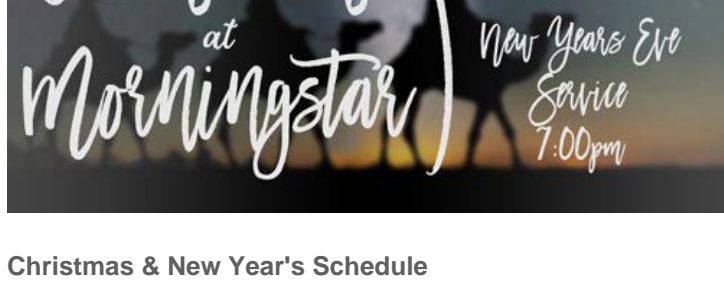 at
Morningstar
New Years Eve
Service
7:00pm
Christmas & New Year's Schedule